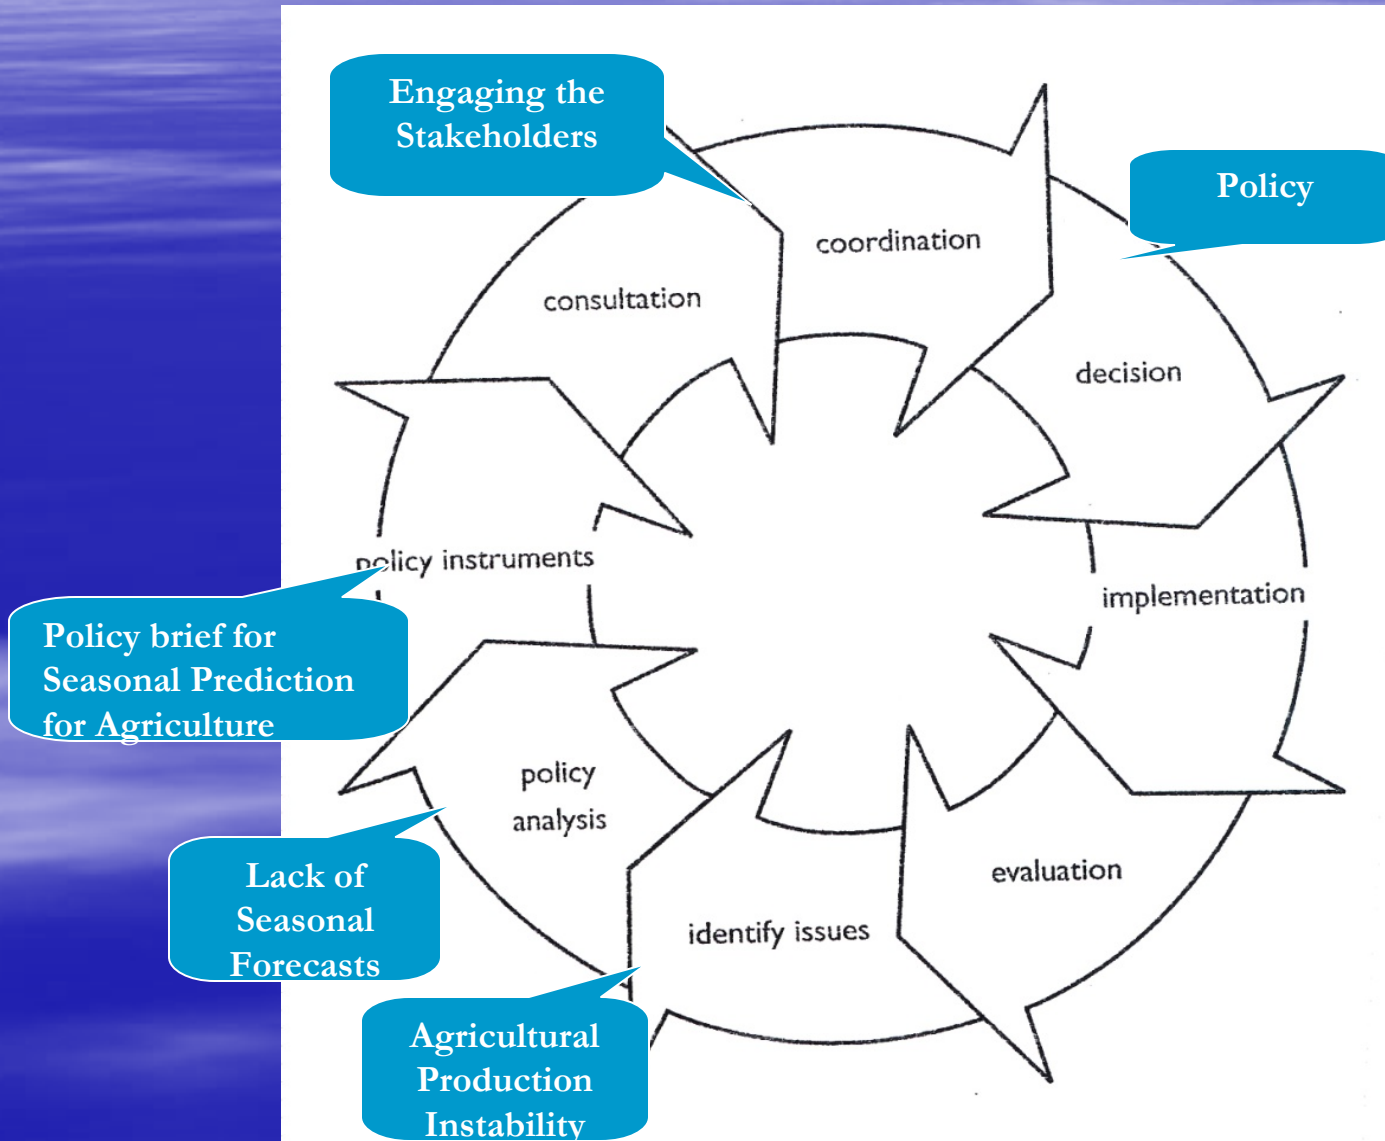 Engaging the
Stakeholders
Policy
coordination
consultation
decision
policy instruments
implementation
Policy brief for
Seasonal Prediction
for Agriculture
policy
analysis
Lack of
Seasonal
Forecasts
evaluation
identify issues
Agricultural
Production
Instability